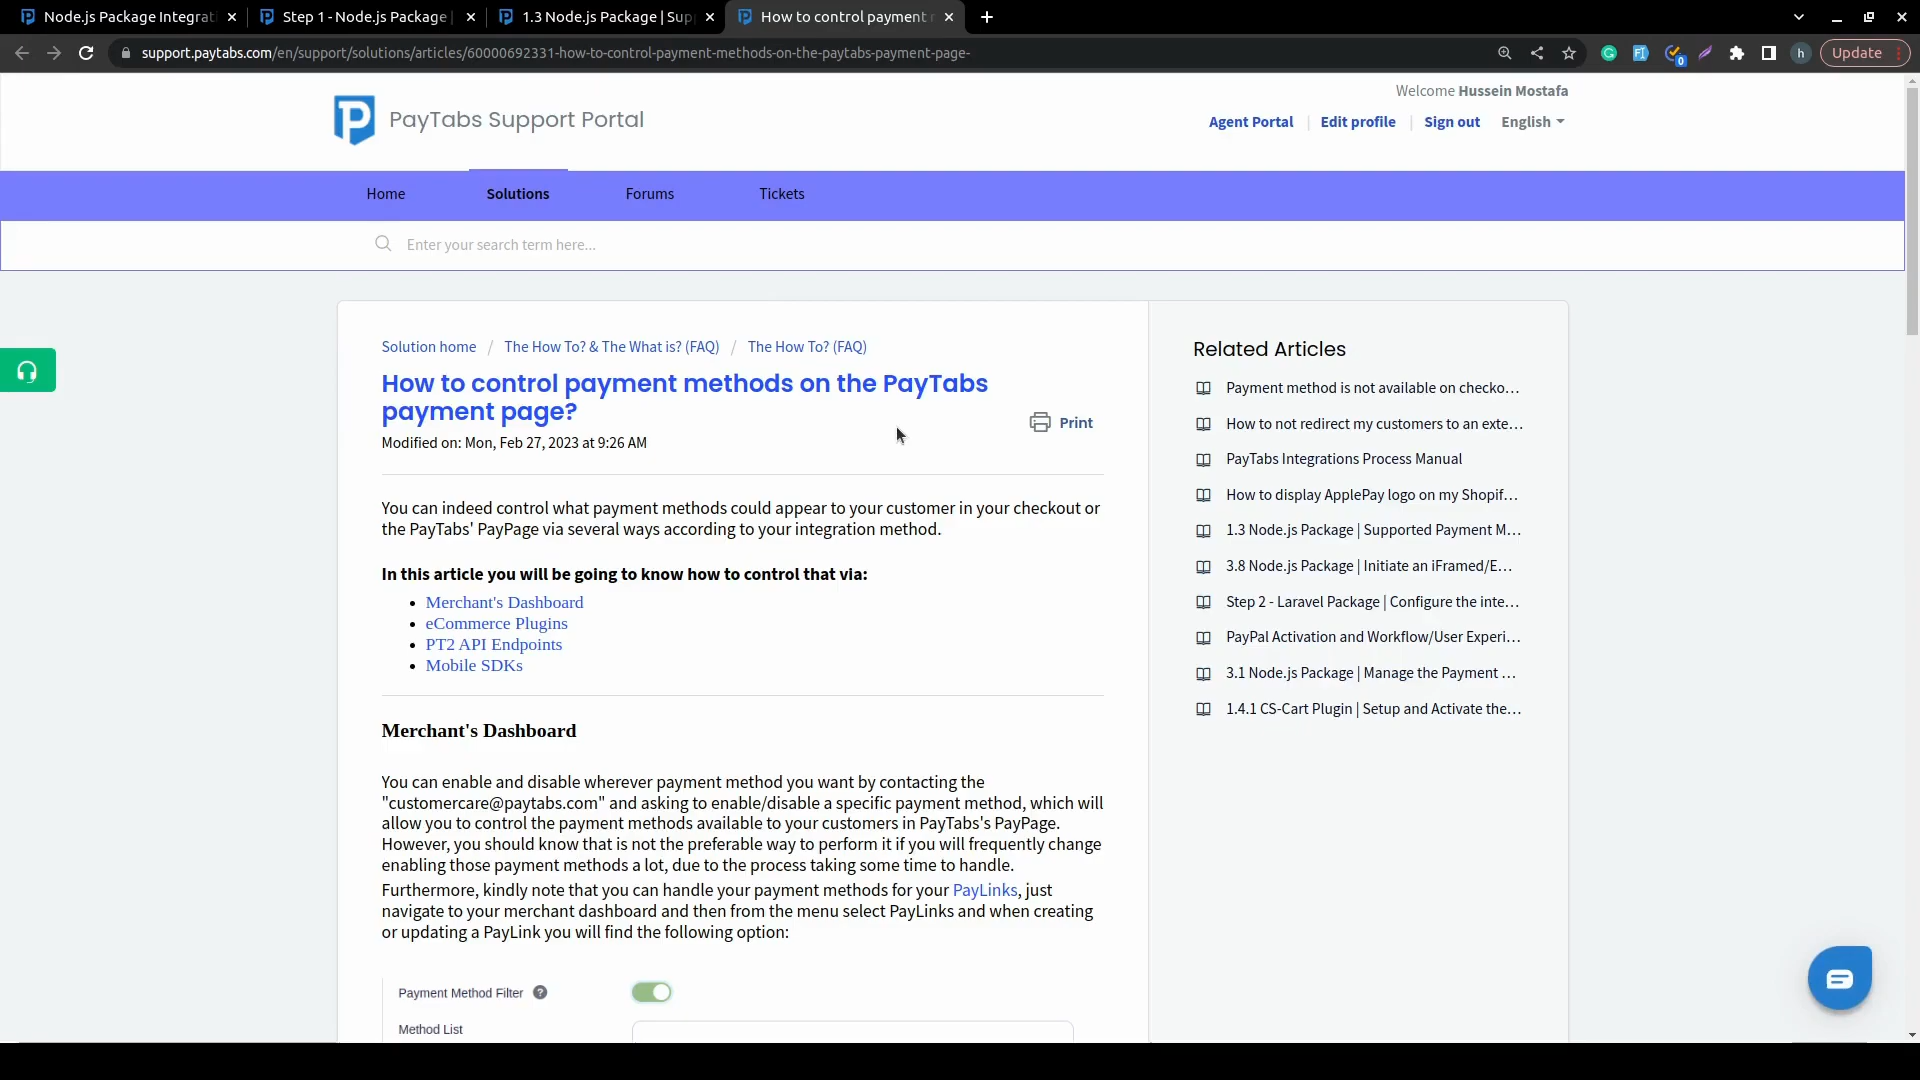 Node.js Package Integrat
Step 1 - Node.js Package |
1.3 Node.js Package | Sup
How to control payment
support.paytabs.com/en/support/solutions/articles/60000692331-how-to-control-payment-methods-on-the-paytabs-payment-page-
0
h
Update
PayTabs Support Portal
Welcome Hussein Mostafa
Agent Portal
Edit profile
Sign out
English
Home
Solutions
Forums
Tickets
Enter your search term here...
Solution home / The How To? & The What is? (FAQ) / The How To? (FAQ)
How to control payment methods on the PayTabs
payment page?
Print
Modified on: Mon, Feb 27, 2023 at 9:26 AM
You can indeed control what payment methods could appear to your customer in your checkout or
the PayTabs' PayPage via several ways according to your integration method.
In this article you will be going to know how to control that via:
Merchant's Dashboard
eCommerce Plugins
PT2 API Endpoints
Mobile SDKs
Merchant's Dashboard
You can enable and disable wherever payment method you want by contacting the
"customercare@paytabs.com" and asking to enable/disable a specific payment method, which will
allow you to control the payment methods available to your customers in PayTabs's PayPage.
However, you should know that is not the preferable way to perform it if you will frequently change
enabling those payment methods a lot, due to the process taking some time to handle.
Furthermore, kindly note that you can handle your payment methods for your PayLinks, just
navigate to your merchant dashboard and then from the menu select PayLinks and when creating
or updating a PayLink you will find the following option:
Payment Method Filter ?
Method List
Related Articles
Payment method is not available on checko...
How to not redirect my customers to an exte...
PayTabs Integrations Process Manual
How to display ApplePay logo on my Shopif...
1.3 Node.js Package | Supported Payment M...
3.8 Node.js Package | Initiate an iFramed/E...
Step 2 - Laravel Package | Configure the inte...
PayPal Activation and Workflow/User Experi...
3.1 Node.js Package | Manage the Payment ...
1.4.1 CS-Cart Plugin | Setup and Activate the...